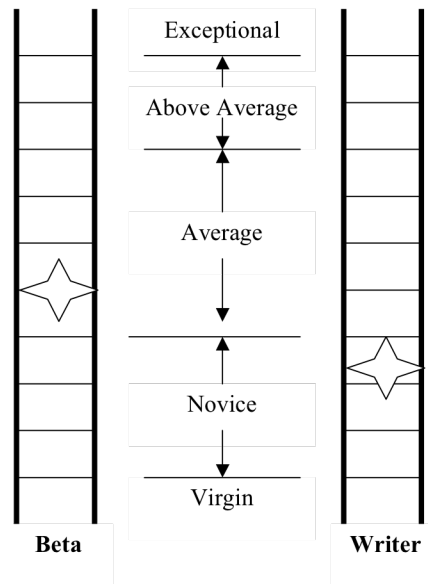 Exceptional
Above Average
Average
Novice
Virgin
Beta
Writer